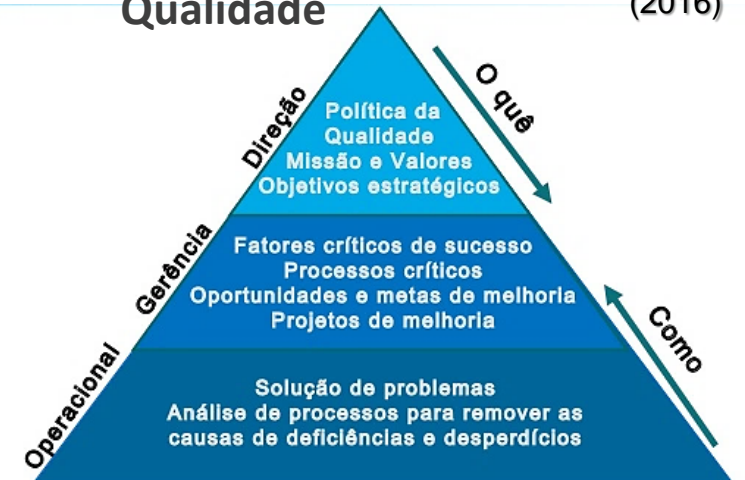 Qualidade
(2016)
Direção
Política da
Qualidade
Missão e Valores
Objetivos estratégicos
O quê
Gerência
Fatores críticos de sucesso
Processos críticos
Oportunidades e metas de melhoria
Projetos de melhoria
Como
Operacional
Solução de problemas
Análise de processos para remover as
causas de deficiências e desperdícios